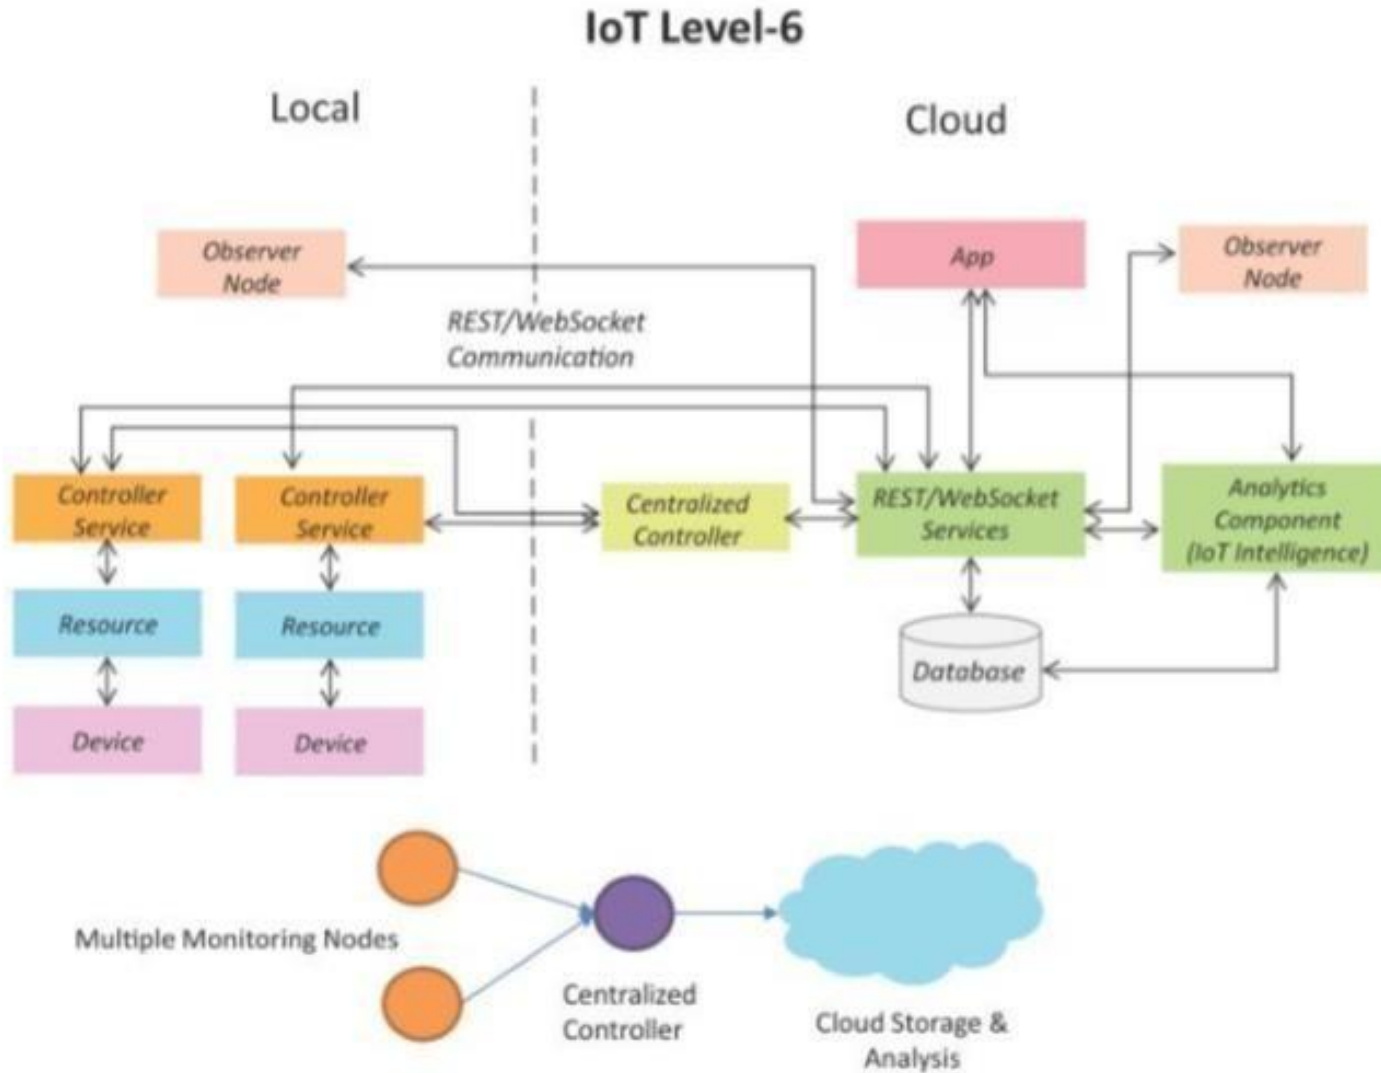 IoT Level-6
Local
Cloud
Observer
Node
App
Observer
Node
REST/WebSocket
Communication
Controller
Service
Controller
Service
Centralized
Controller
REST/WebSocket
Services
Analytics
Component
(IoT Intelligence)
Resource
Resource
Database
Device
Device
Multiple Monitoring Nodes
Centralized
Controller
Cloud Storage &
Analysis